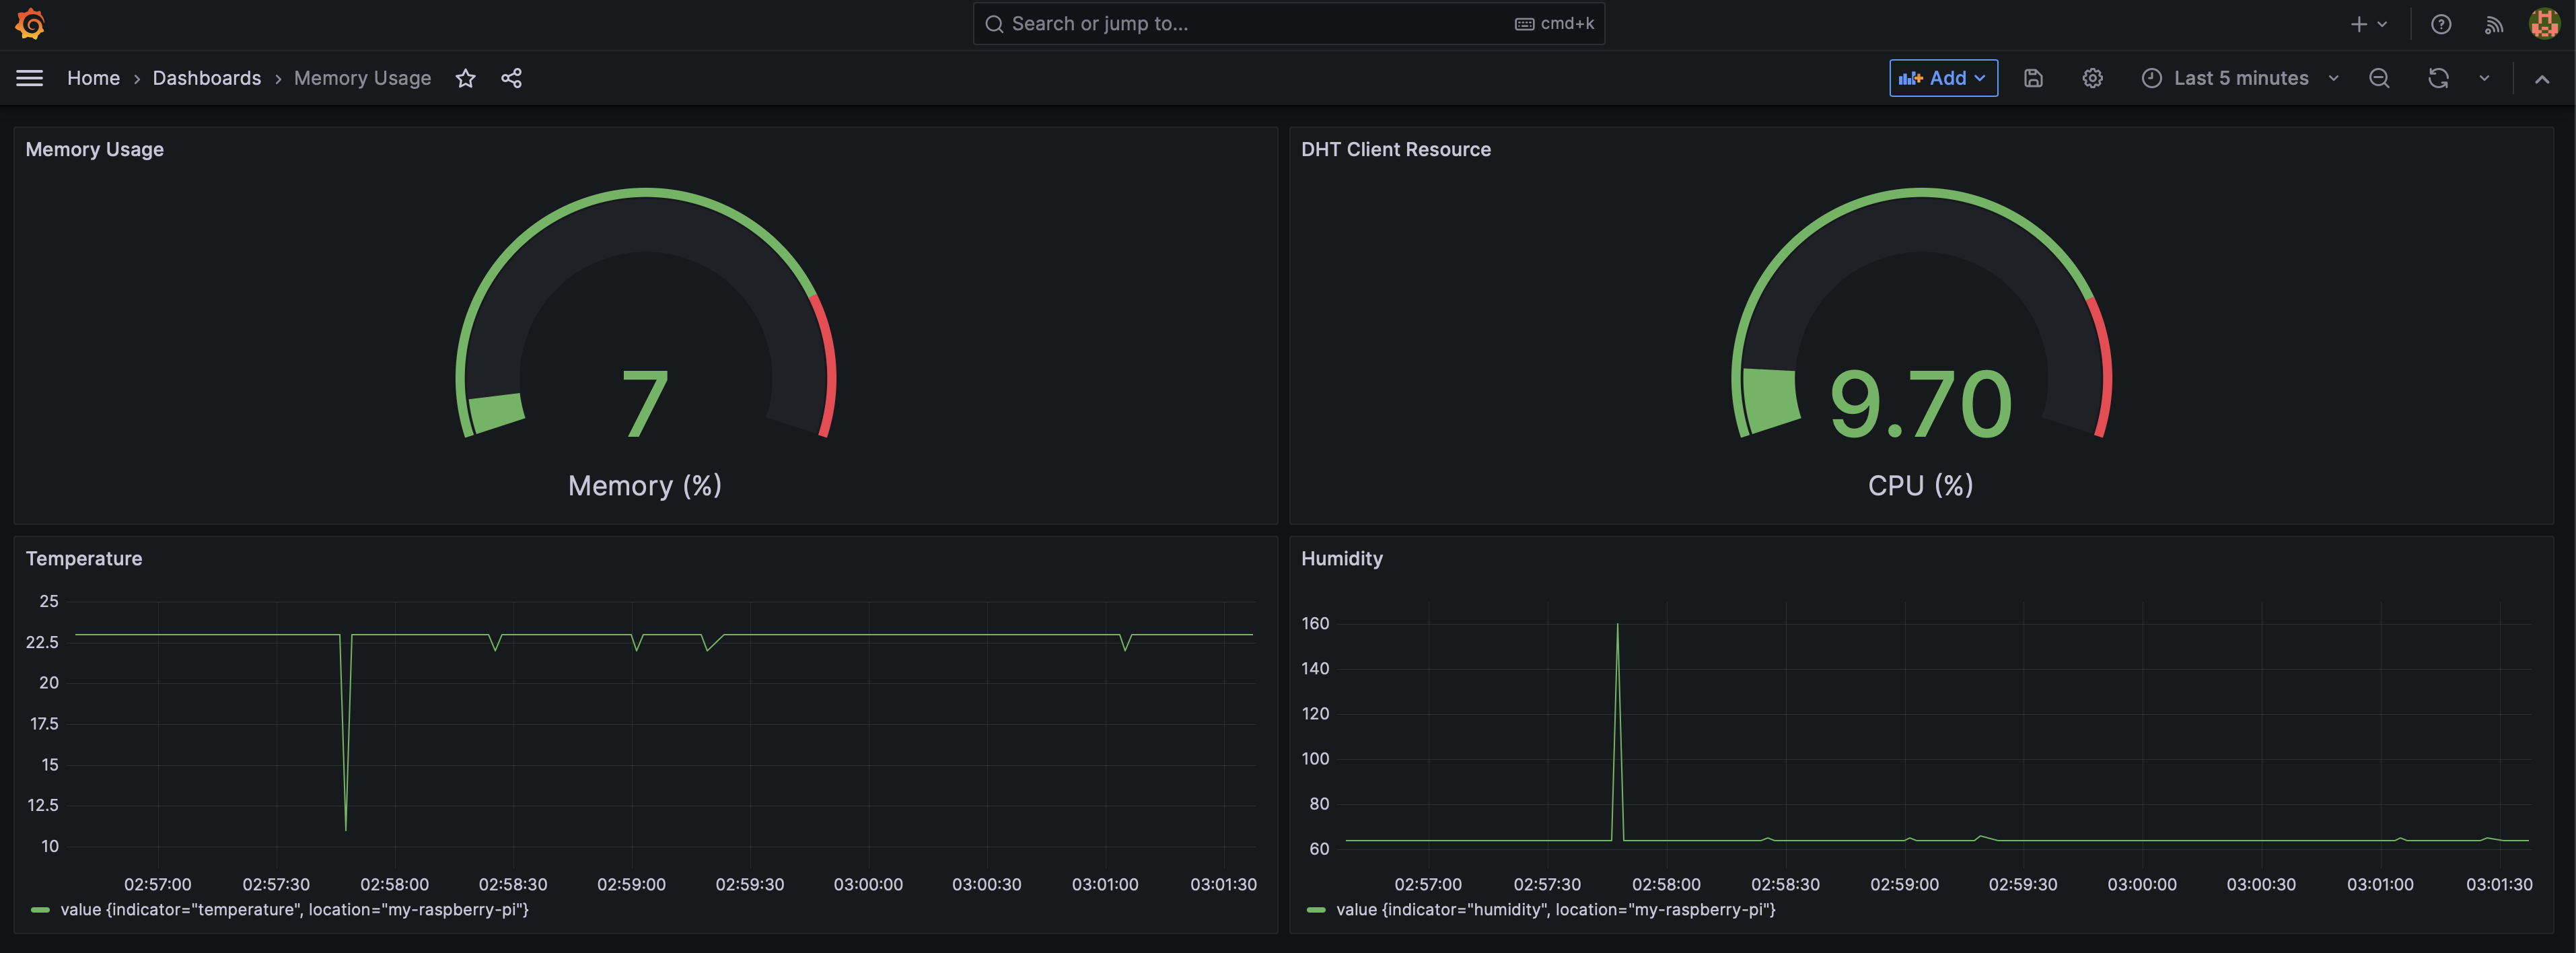 Search or jump to... cmd+k
Home › Dashboards › Memory Usage Add Last 5 minutes
Memory Usage
7
Memory (%)
DHT Client Resource
9.70
CPU (%)
Temperature
25
22.5
20
17.5
15
12.5
10
02:57:00 02:57:30 02:58:00 02:58:30 02:59:00 02:59:30 03:00:00 03:00:30 03:01:00 03:01:30
value {indicator="temperature", location="my-raspberry-pi"}
Humidity
160
140
120
100
80
60
02:57:00 02:57:30 02:58:00 02:58:30 02:59:00 02:59:30 03:00:00 03:00:30 03:01:00 03:01:30
value {indicator="humidity", location="my-raspberry-pi"}